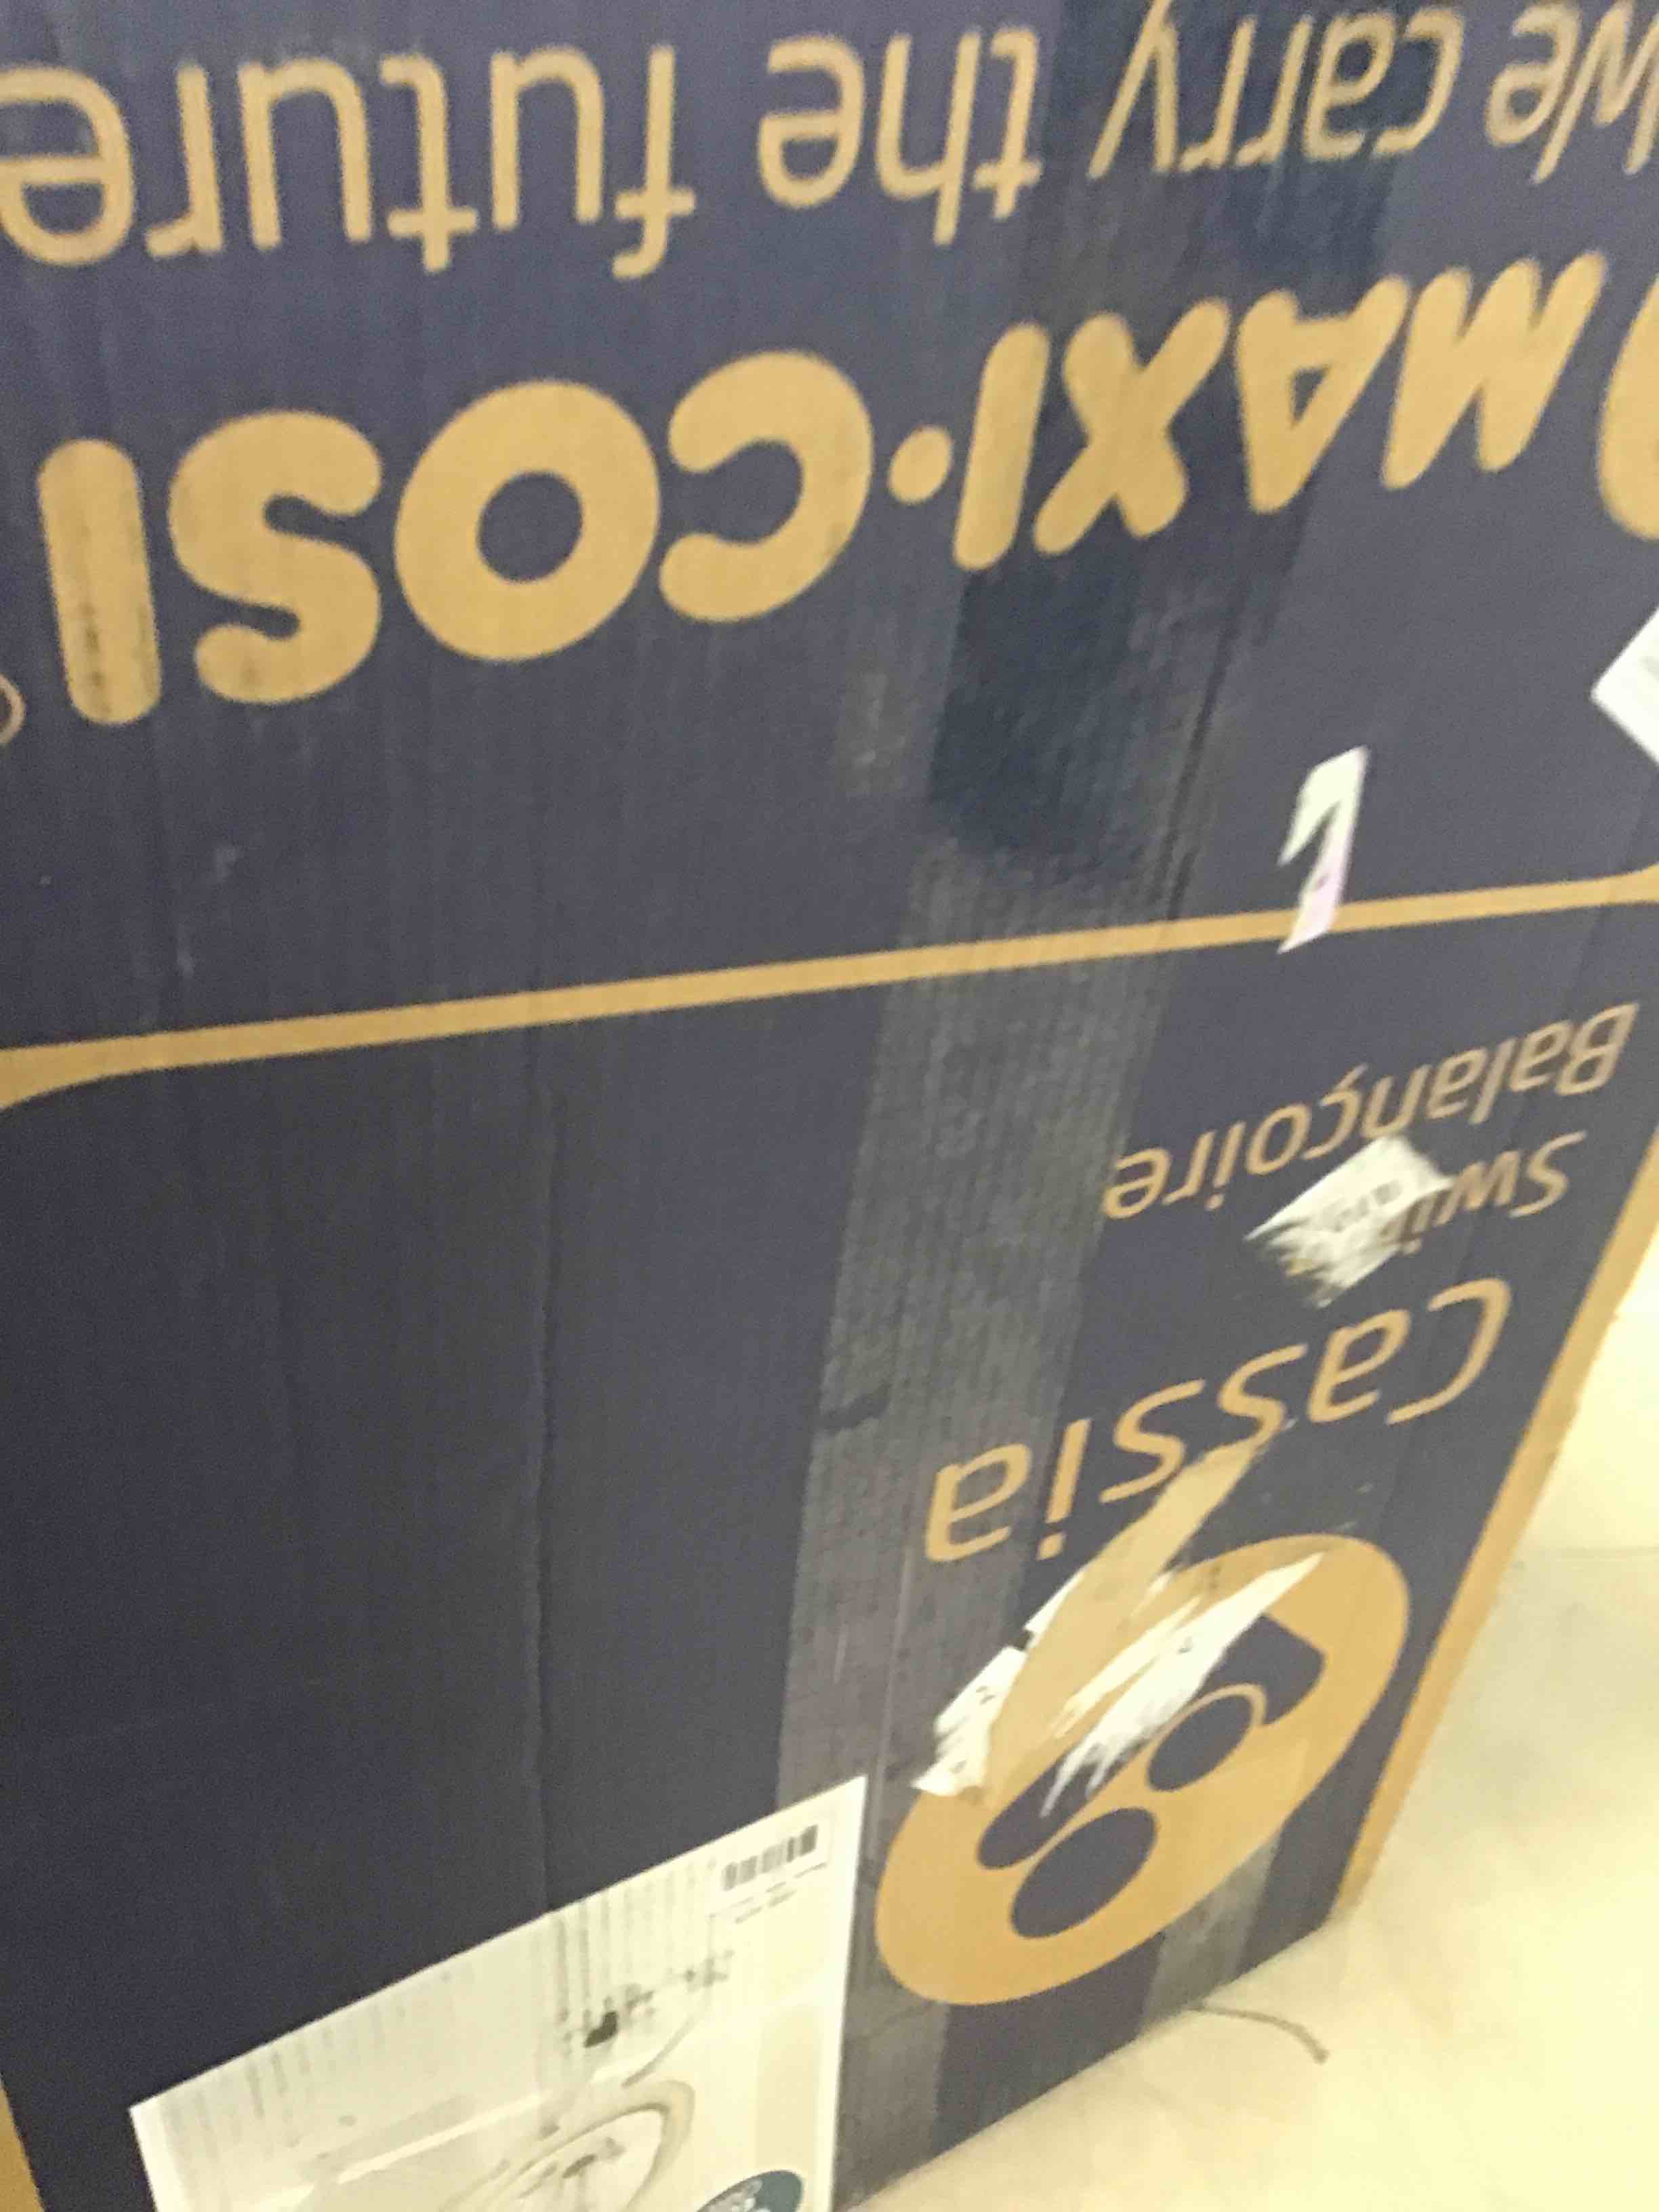 We carry the future
MAXI·COSI
Balançoire
Swing
Cassia